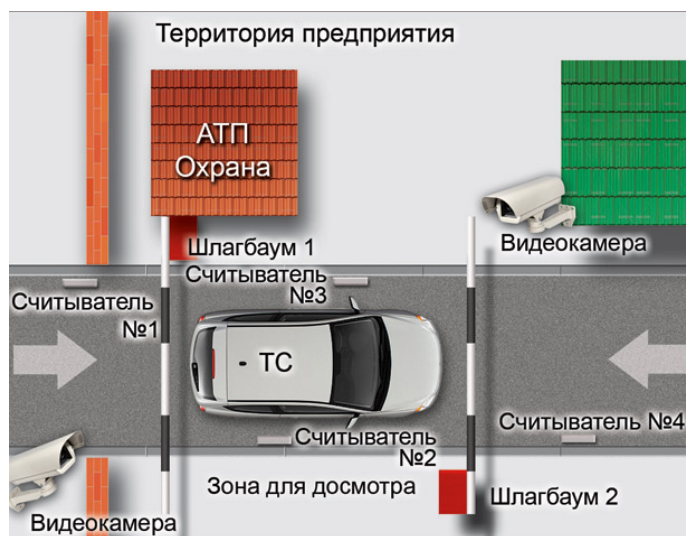 Территория предприятия
АТП
Охрана
Видеокамера
Шлагбаум 1
Считыватель
№3
Считыватель
№1
ТС
Считыватель №4
Считыватель
№2
Зона для досмотра
Шлагбаум 2
Видеокамера